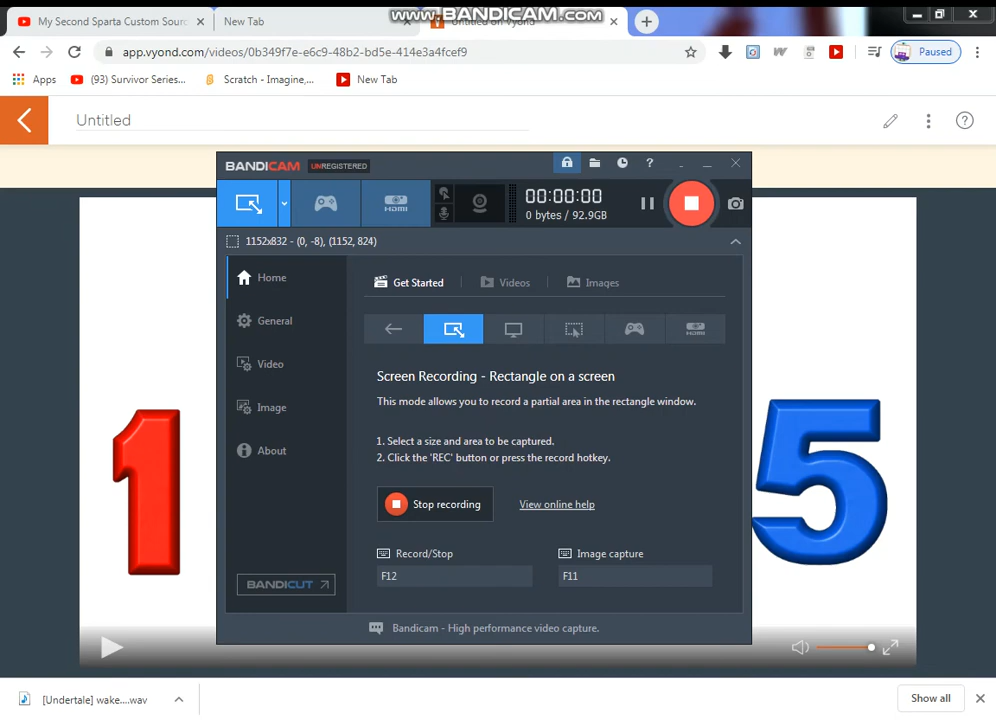 My Second Sparta Custom Sourc
New Tab
Untitled on Vyond
www.BANDICAM.com
app.vyond.com/videos/0b349f7e-e6c9-48b2-bd5e-414e3a4fcef9
Paused
Apps
(93) Survivor Series...
Scratch - Imagine,...
New Tab
Untitled
BANDICAM UNREGISTERED
HDMI
00:00:00
0 bytes / 92.9GB
1152x832 - (0, -8), (1152, 824)
Home
General
Video
Image
About
BANDICUT
Get Started
Videos
Images
HDMI
Screen Recording - Rectangle on a screen
This mode allows you to record a partial area in the rectangle window.
1. Select a size and area to be captured.
2. Click the 'REC' button or press the record hotkey.
Stop recording
View online help
Record/Stop
Image capture
F12
F11
Bandicam - High performance video capture.
1
5
[Undertale] wake....wav
Show all